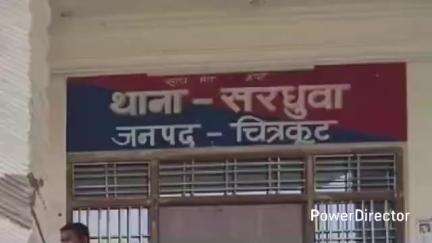 थाना - सरधुवा
जनपद - चित्रकूट
PowerDirector